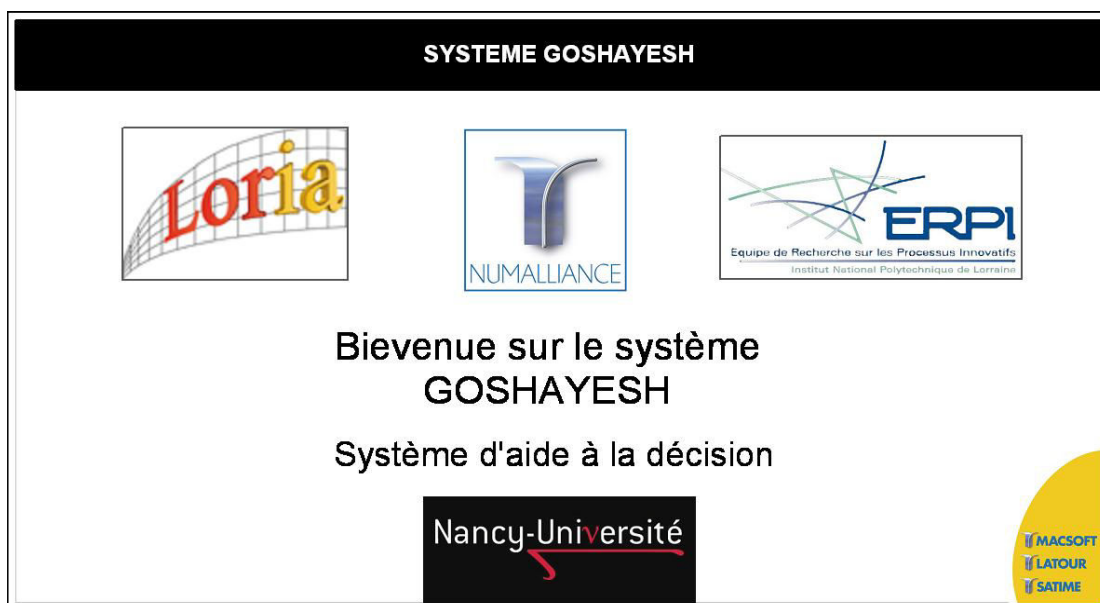 SYSTEME GOSHAYESH
Loria
NUMALLIANCE
ERPI
Equipe de Recherche sur les Processus Innovatifs
Institut National Polytechnique de Lorraine
Bievenue sur le système
GOSHAYESH
Système d'aide à la décision
Nancy-Université
MACSOFT
LATOUR
SATIME